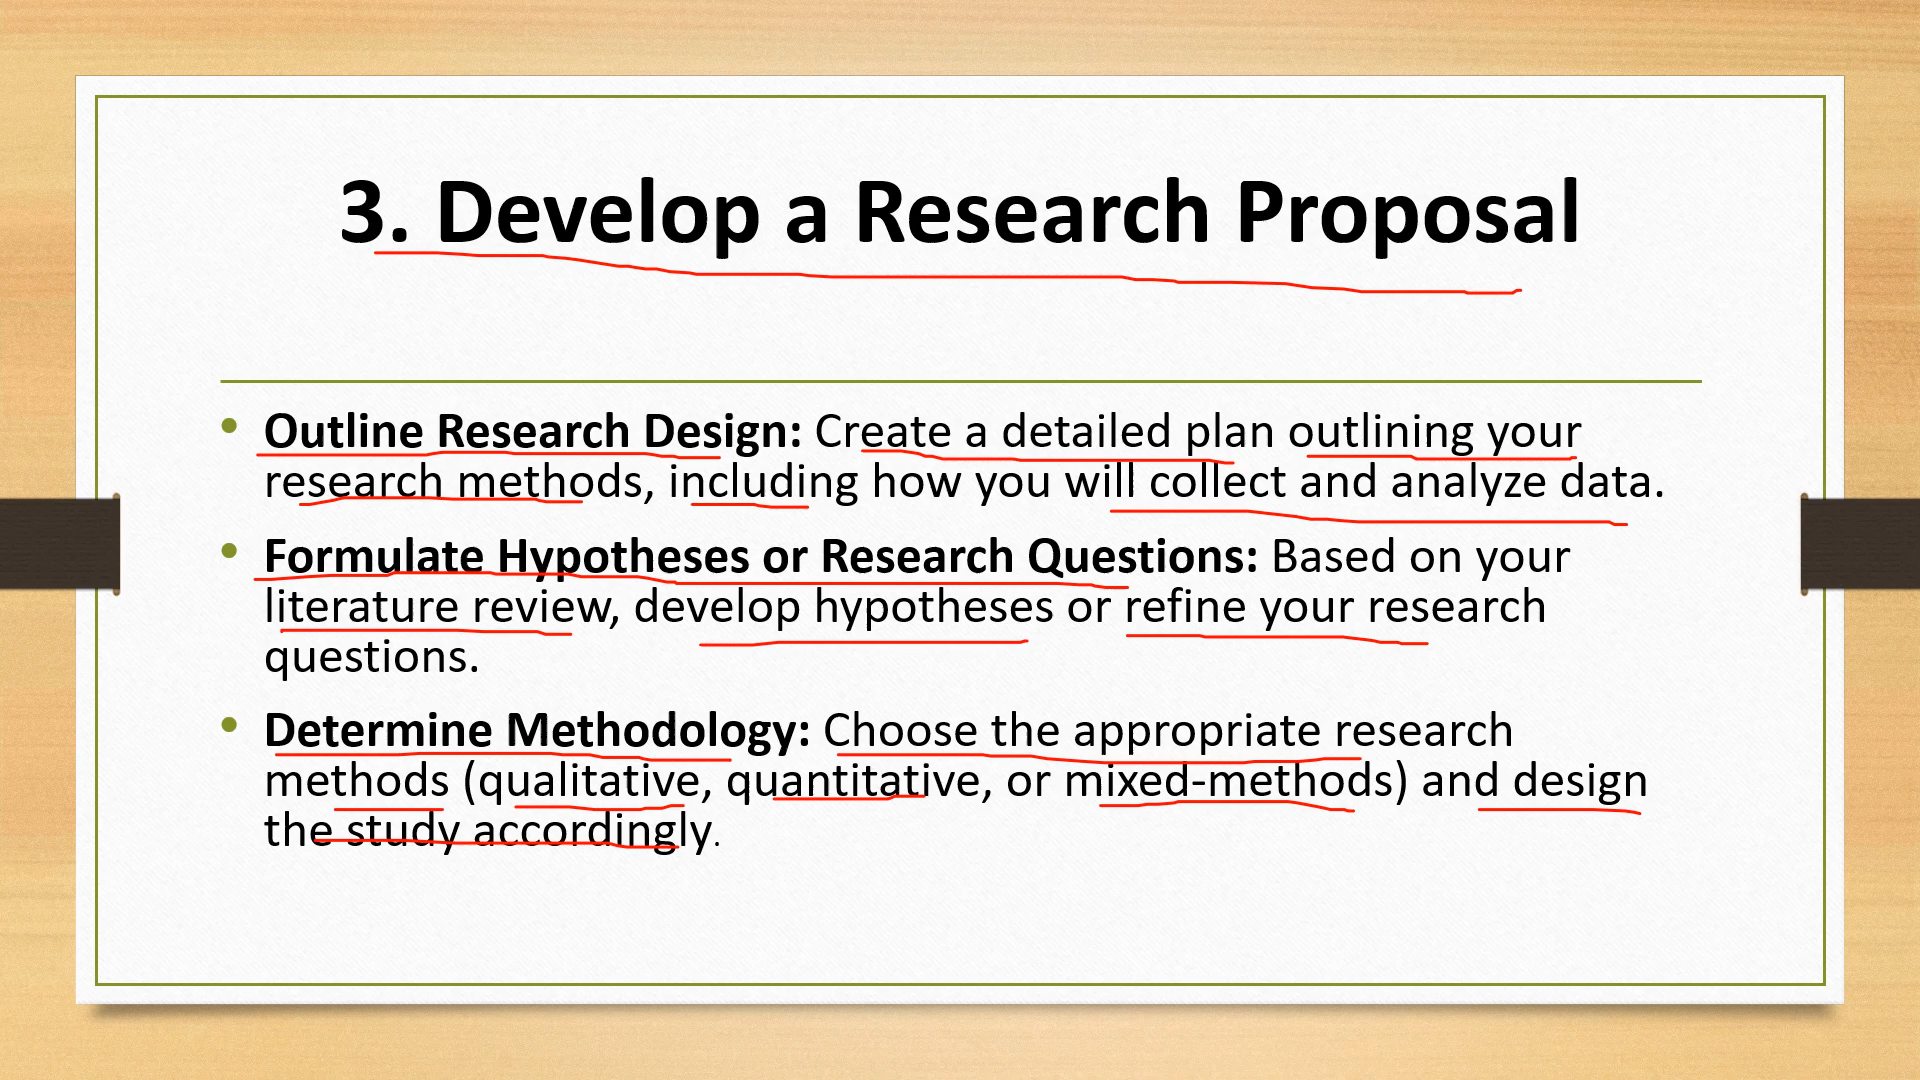 3. Develop a Research Proposal
• Outline Research Design: Create a detailed plan outlining your
research methods, including how you will collect and analyze data.
• Formulate Hypotheses or Research Questions: Based on your
literature review, develop hypotheses or refine your research
questions.
• Determine Methodology: Choose the appropriate research
methods (qualitative, quantitative, or mixed-methods) and design
the study accordingly.